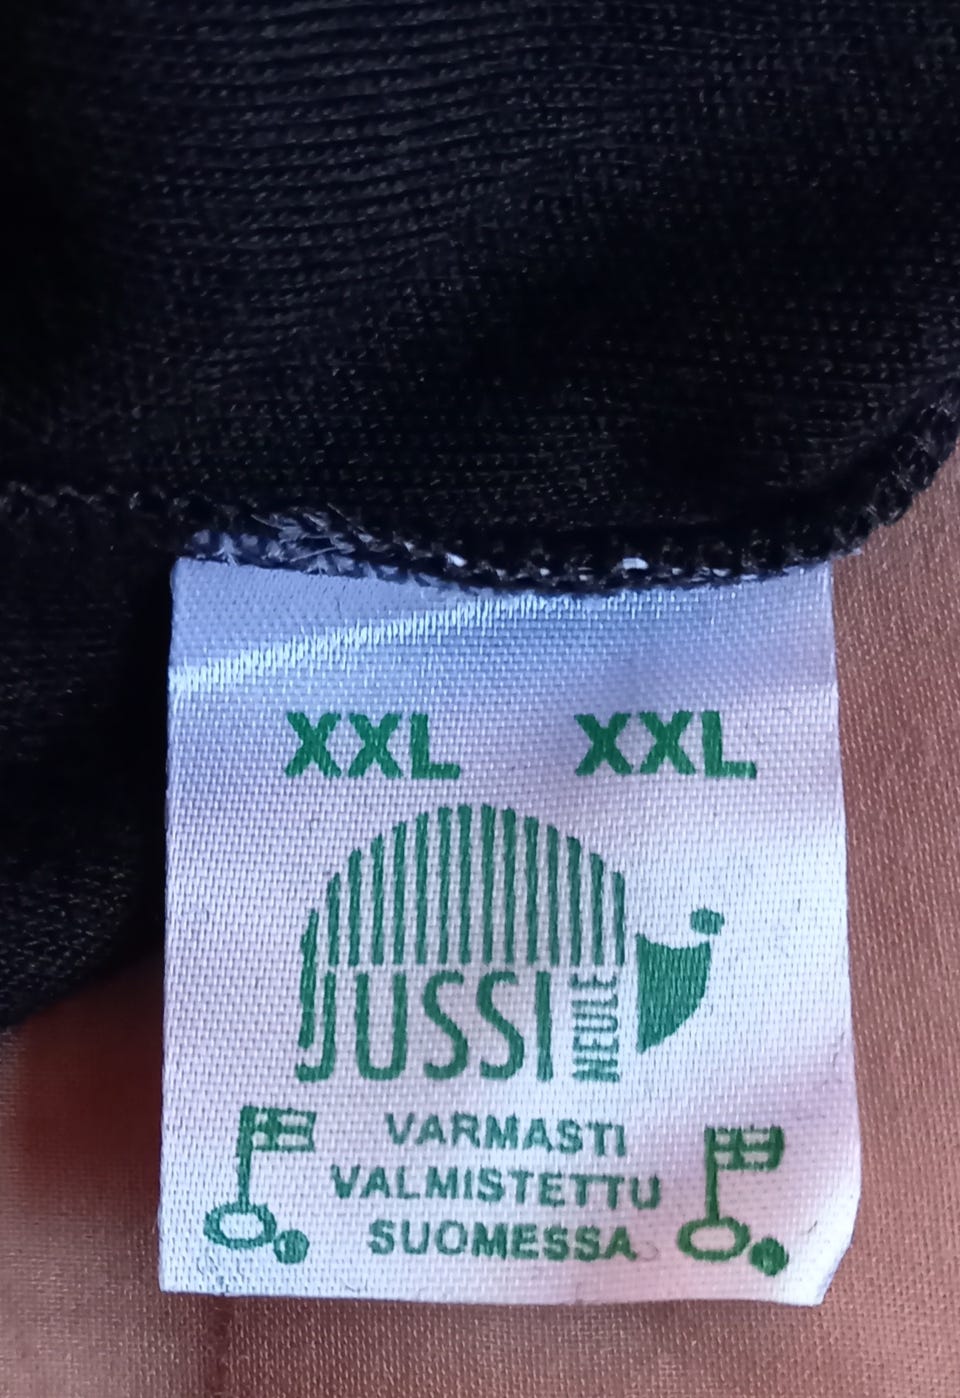 XXL XXL
JUSSI
NEULE
VARMASTI
VALMISTETTU
SUOMESSA